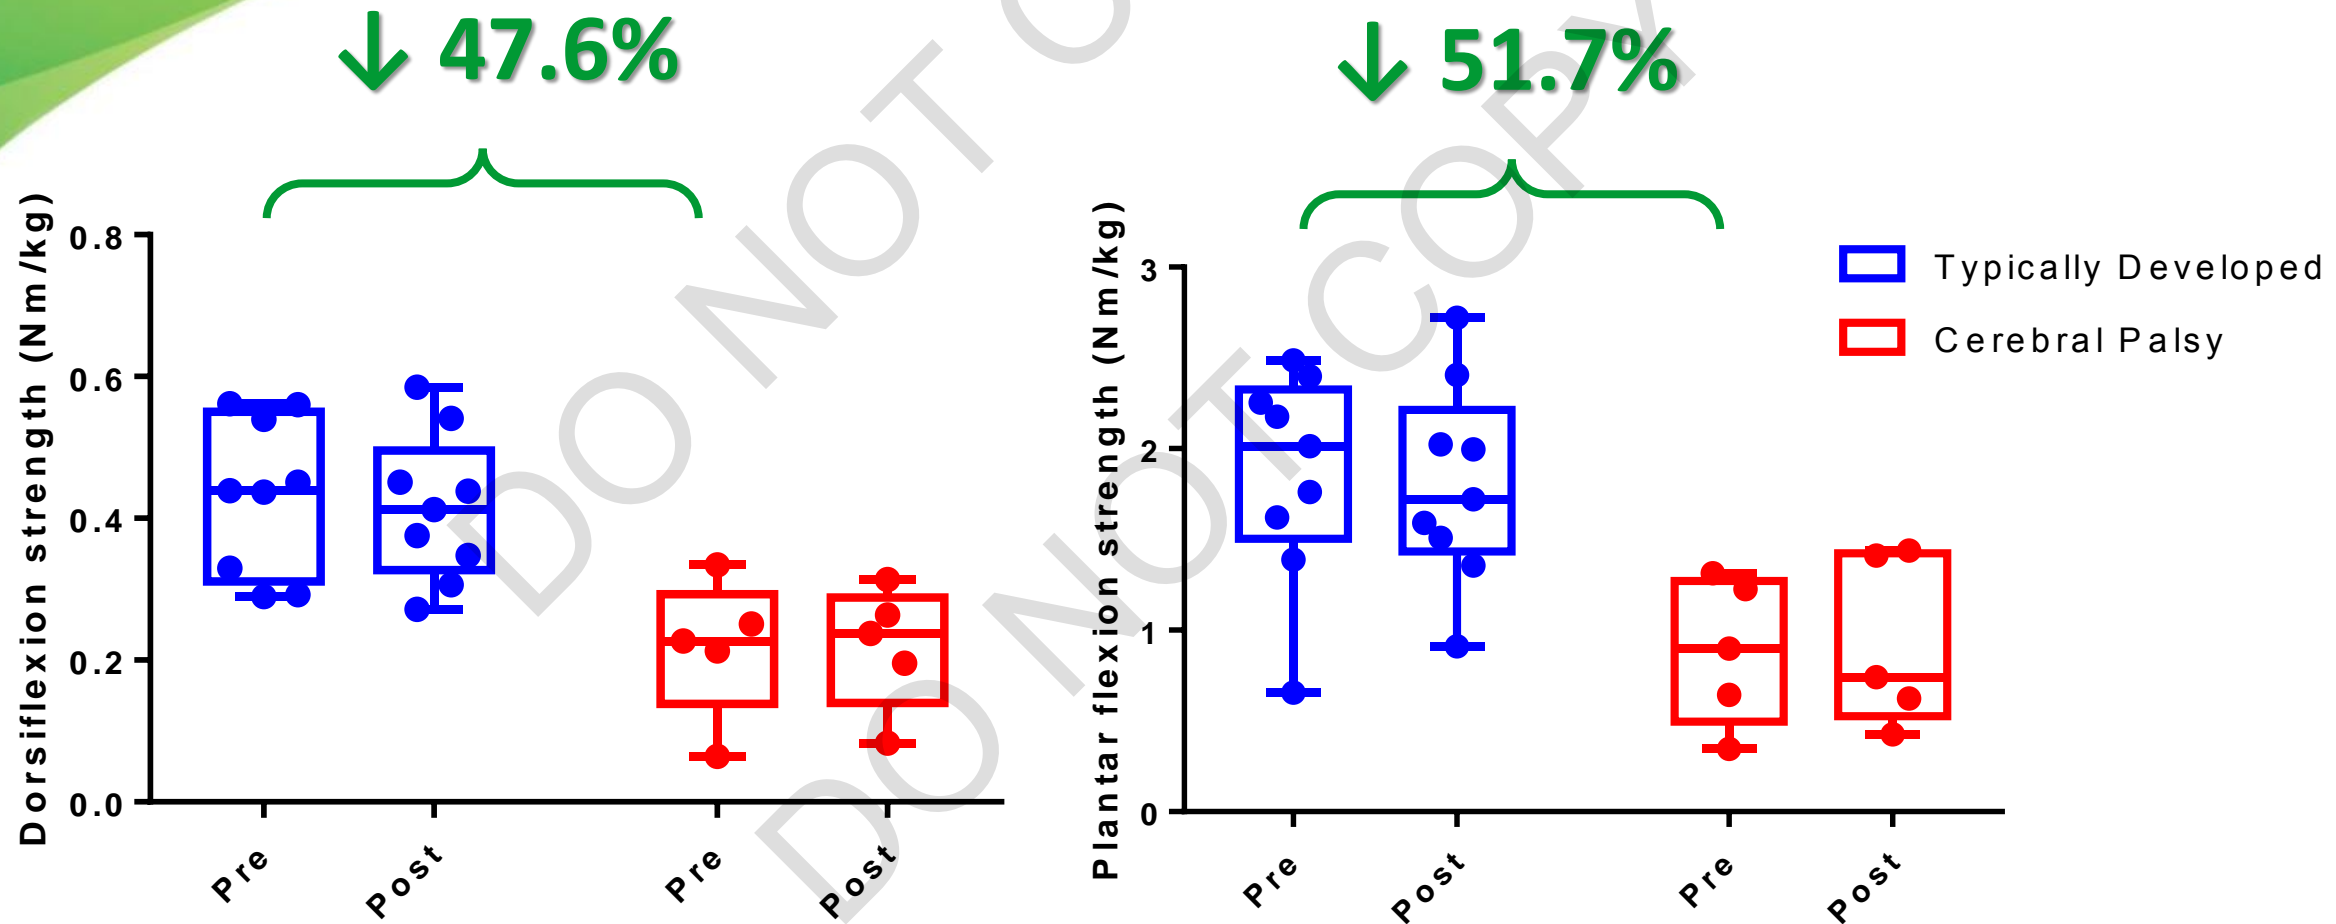 ↓ 47.6%
↓ 51.7%
Dorsiflexion strength (Nm/kg)
0.8
0.6
0.4
0.2
0.0
Pre
Post
Pre
Post
Plantar flexion strength (Nm/kg)
3
2
1
0
Pre
Post
Pre
Post
Typically Developed
Cerebral Palsy
DO NOT CO
DO NOT COPY